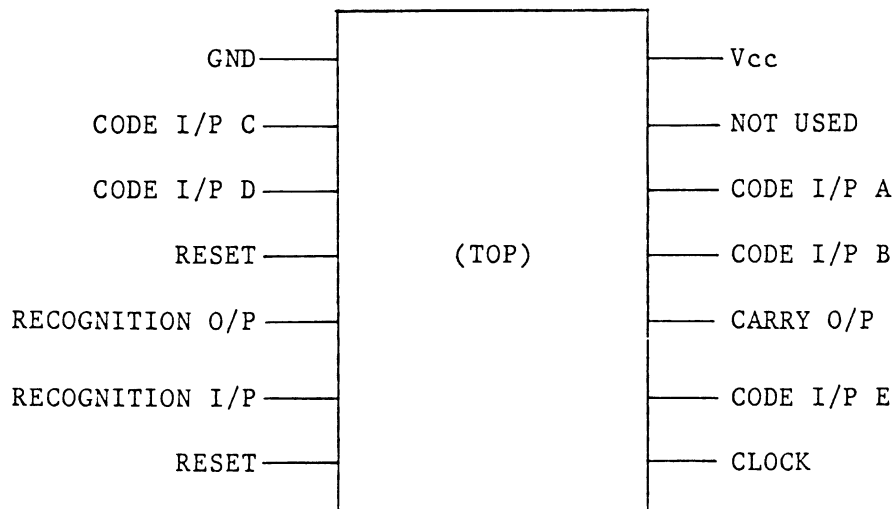 GND Vcc
CODE I/P C NOT USED
CODE I/P D CODE I/P A
RESET (TOP) CODE I/P B
RECOGNITION O/P CARRY O/P
RECOGNITION I/P CODE I/P E
RESET CLOCK